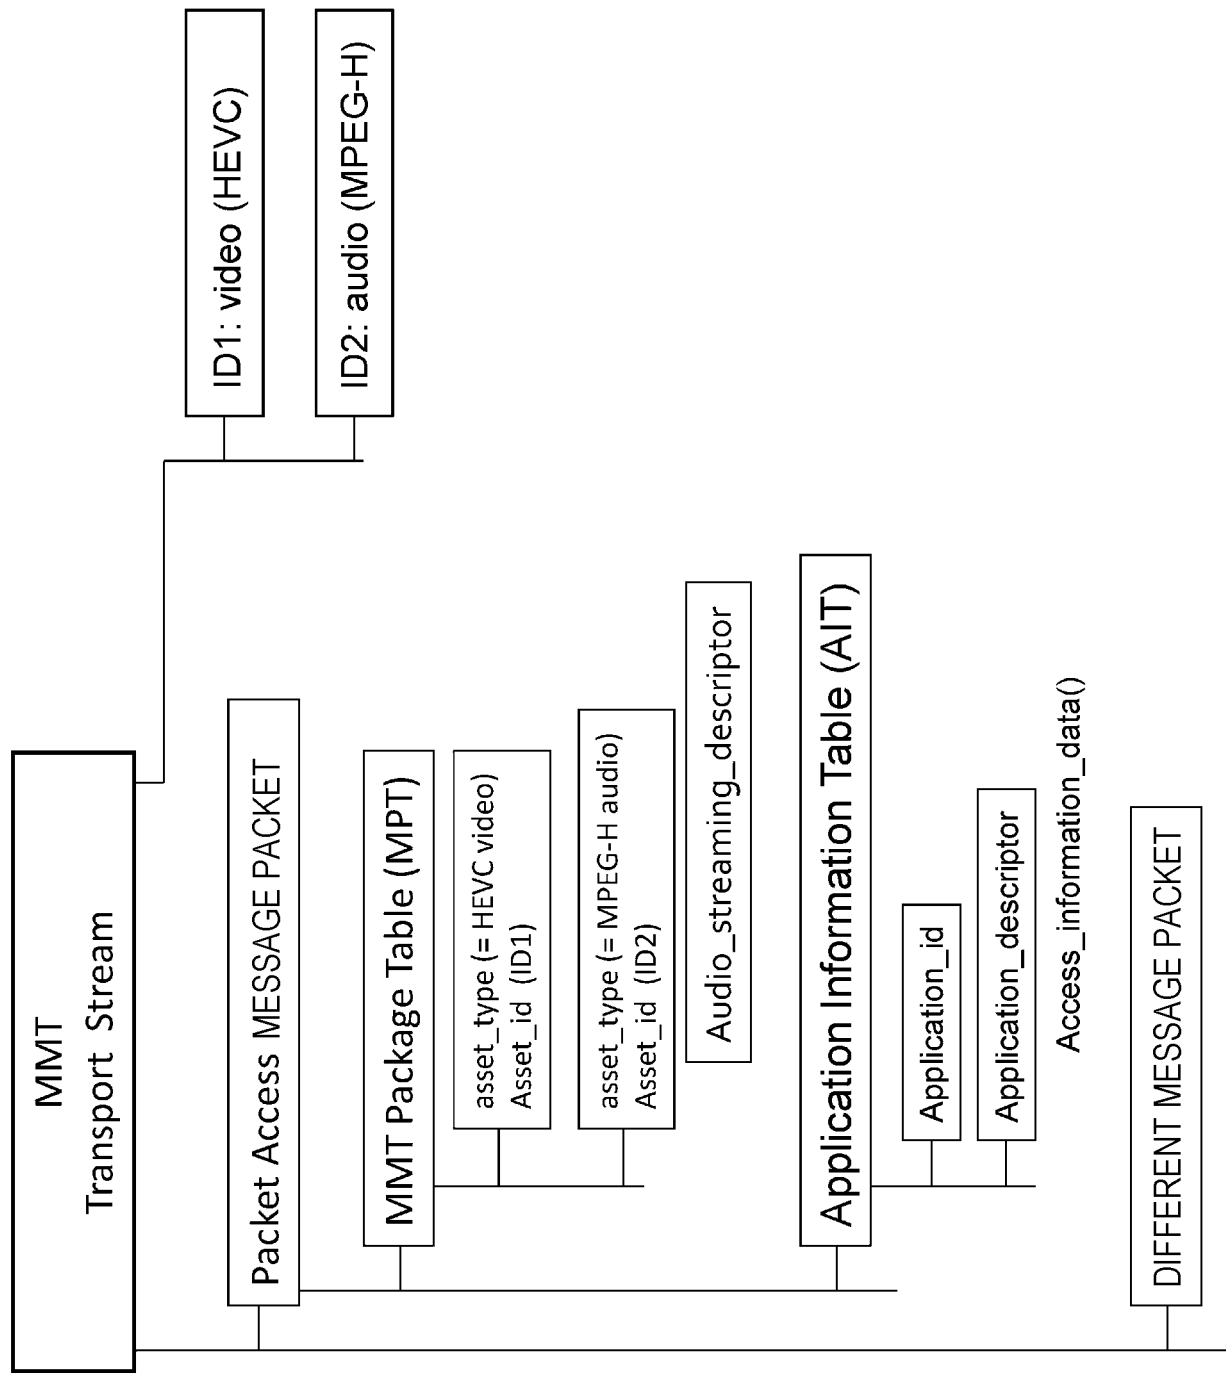 MMT
Transport Stream
ID1: video (HEVC)
ID2: audio (MPEG-H)
Packet Access MESSAGE PACKET
MMT Package Table (MPT)
asset_type (= HEVC video)
Asset_id (ID1)
asset_type (= MPEG-H audio)
Asset_id (ID2)
Audio_streaming_descriptor
Application Information Table (AIT)
Application_id
Application_descriptor
Access_information_data()
DIFFERENT MESSAGE PACKET